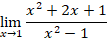 lim x→1 (x² + 2x + 1)/(x² − 1)